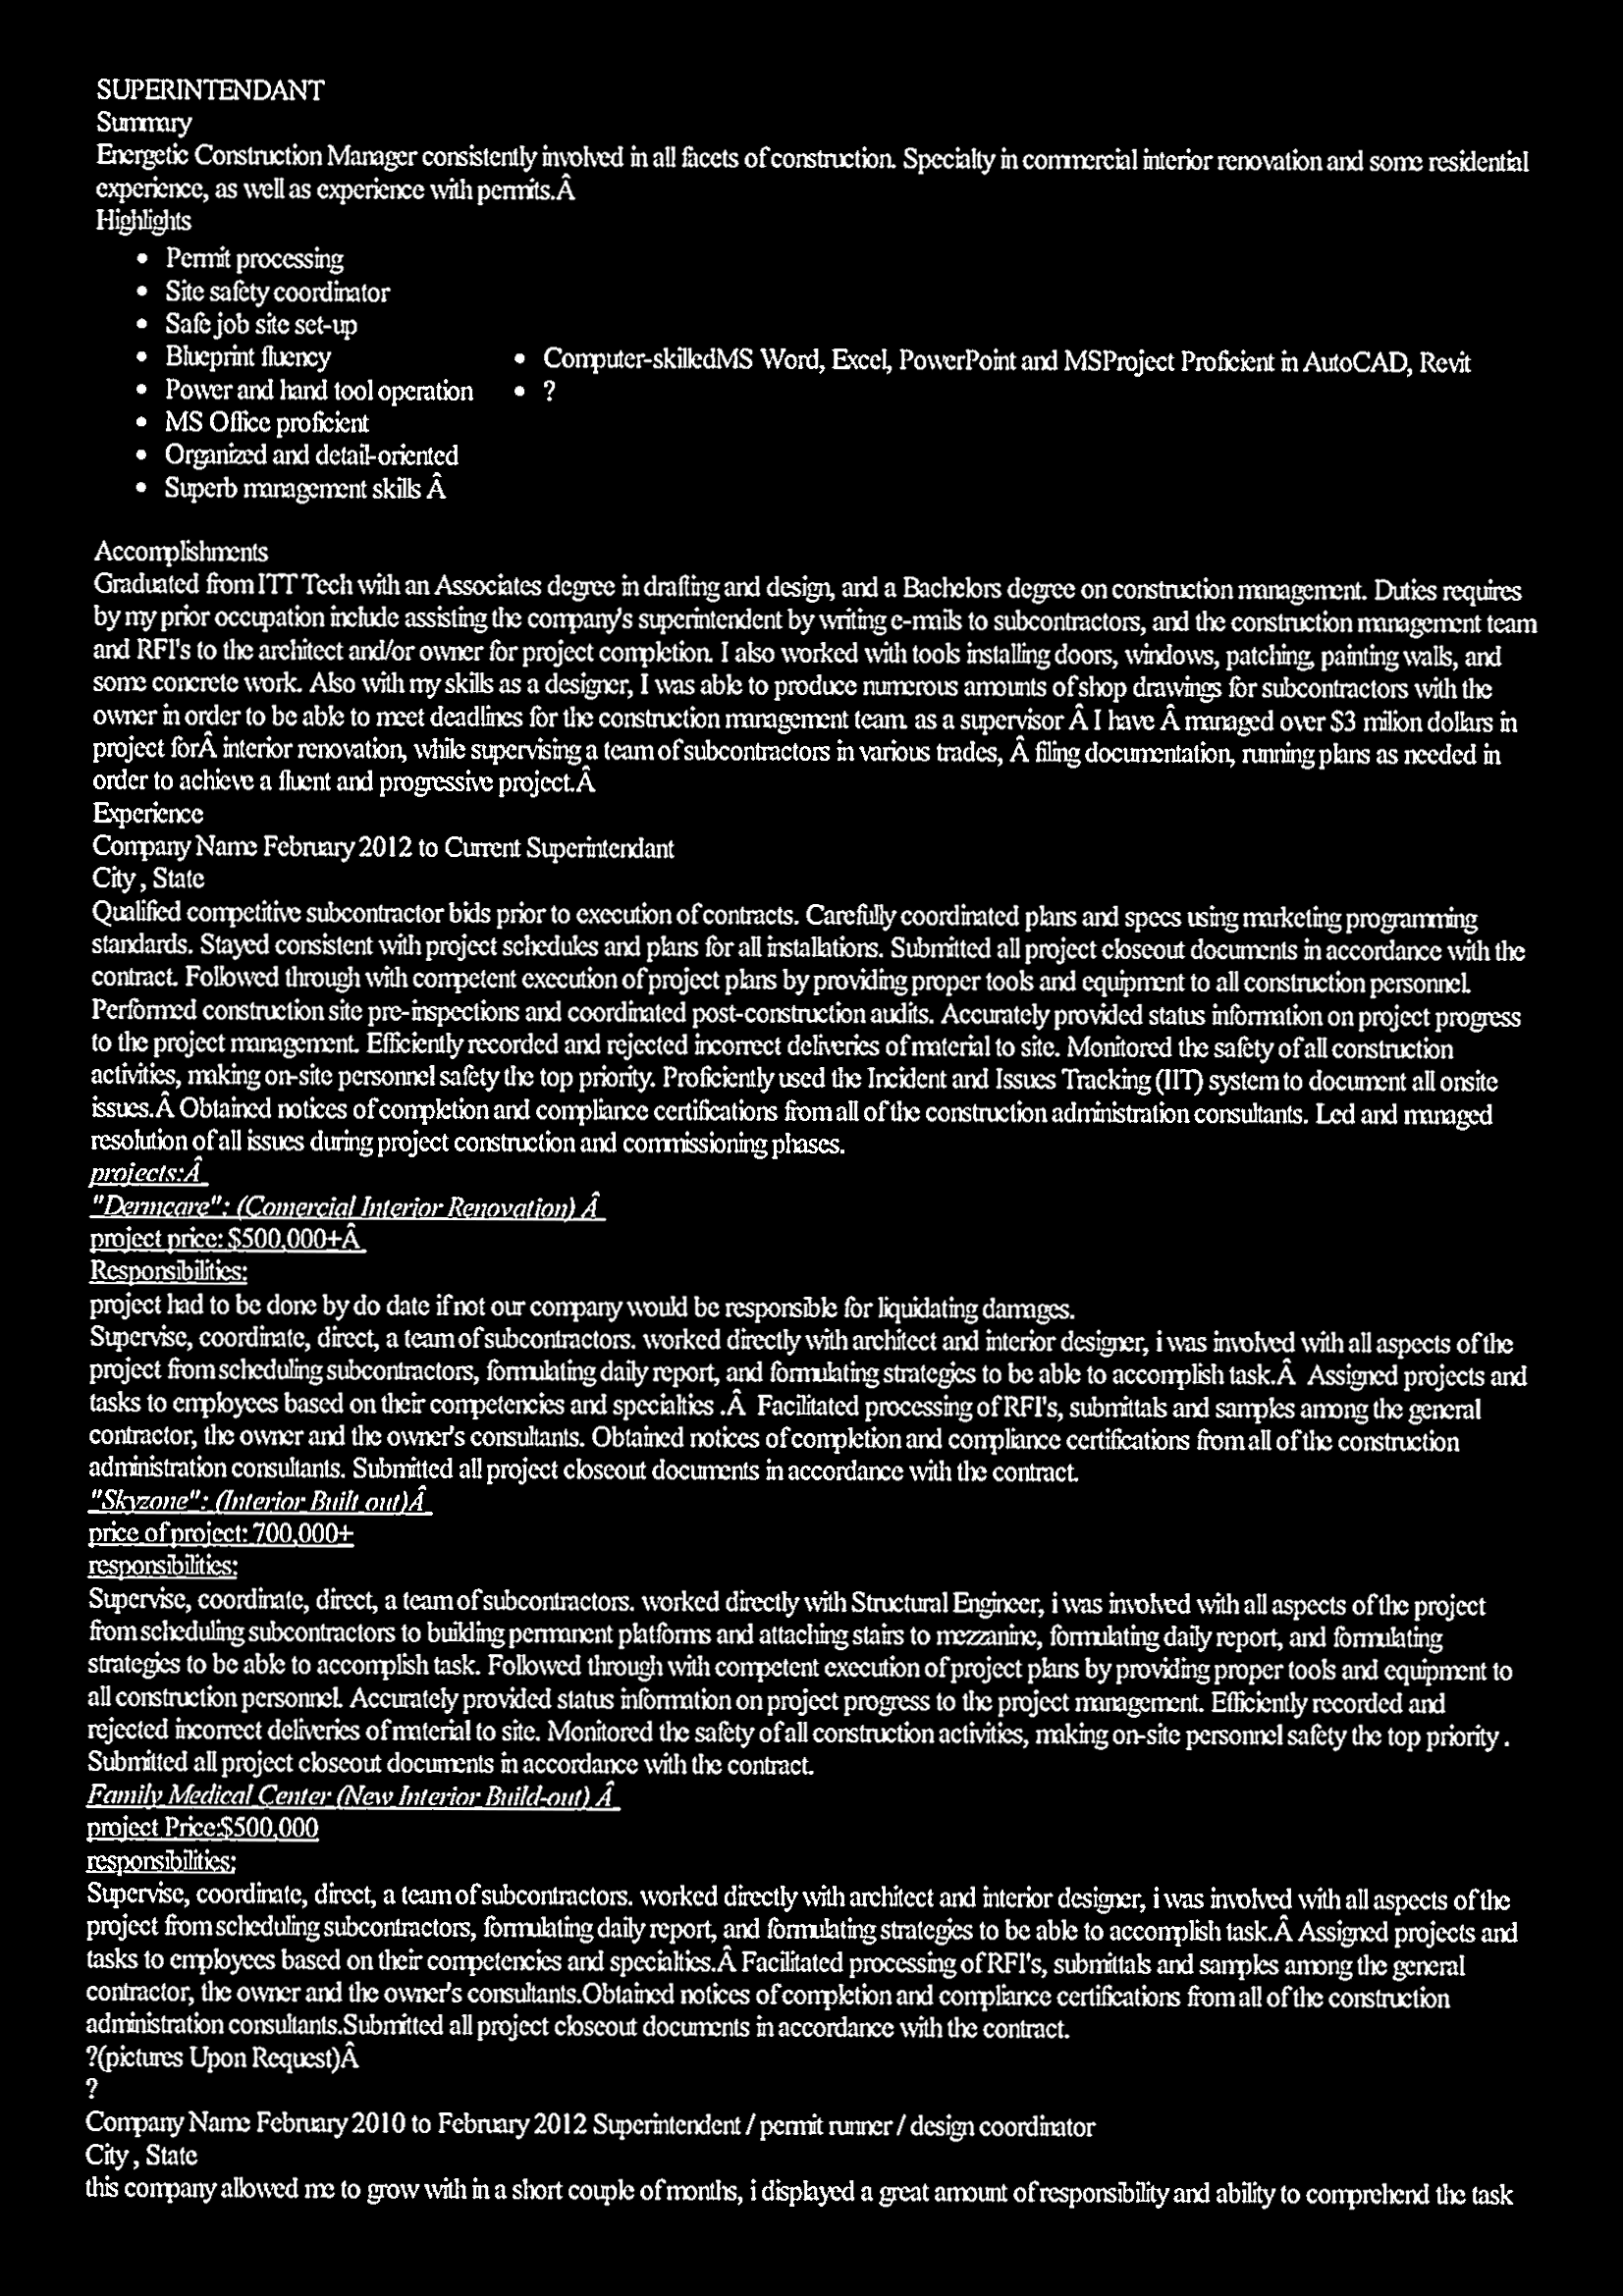 SUPERINTENDANT
Summary
Energetic Construction Manager consistently involved in all facets of construction. Specialty in commercial interior renovation and some residential
experience, as well as experience with permits.Â
Highlights
• Permit processing
• Site safety coordinator
• Safe job site set-up
• Blueprint fluency
• Power and hand tool operation
• MS Office proficient
• Organized and detail-oriented
• Superb management skills Â
• Computer-skilledMS Word, Excel, PowerPoint and MSProject Proficient in AutoCAD, Revit
• ?
Accomplishments
Graduated from ITT Tech with an Associates degree in drafting and design, and a Bachelors degree on construction management. Duties requires
by my prior occupation include assisting the company's superintendent by writing e-mails to subcontractors, and the construction management team
and RFI's to the architect and/or owner for project completion. I also worked with tools installing doors, windows, patching, painting walls, and
some concrete work. Also with my skills as a designer, I was able to produce numerous amounts of shop drawings for subcontractors with the
owner in order to be able to meet deadlines for the construction management team. as a supervisor Â I have Â managed over $3 milion dollars in
project forÂ interior renovation, while supervising a team of subcontractors in various trades, Â filing documentation, running plans as needed in
order to achieve a fluent and progressive project.Â
Experience
Company Name February 2012 to Current Superintendant
City , State
Qualified competitive subcontractor bids prior to execution of contracts. Carefully coordinated plans and specs using marketing programming
standards. Stayed consistent with project schedules and plans for all installations. Submitted all project closeout documents in accordance with the
contract. Followed through with competent execution of project plans by providing proper tools and equipment to all construction personnel.
Performed construction site pre-inspections and coordinated post-construction audits. Accurately provided status information on project progress
to the project management. Efficiently recorded and rejected incorrect deliveries of material to site. Monitored the safety of all construction
activities, making on-site personnel safety the top priority. Proficiently used the Incident and Issues Tracking (IIT) system to document all onsite
issues.Â Obtained notices of completion and compliance certifications from all of the construction administration consultants. Led and managed
resolution of all issues during project construction and commissioning phases.
projects:Â
"Dermcare": (Comercial Interior Renovation) Â
project price: $500,000+Â
Responsibilities:
project had to be done by do date if not our company would be responsible for liquidating damages.
Supervise, coordinate, direct, a team of subcontractors. worked directly with architect and interior designer, i was involved with all aspects of the
project from scheduling subcontractors, formulating daily report, and formulating strategies to be able to accomplish task.Â  Assigned projects and
tasks to employees based on their competencies and specialties .Â  Facilitated processing of RFI's, submittals and samples among the general
contractor, the owner and the owner's consultants. Obtained notices of completion and compliance certifications from all of the construction
administration consultants. Submitted all project closeout documents in accordance with the contract.
"Skyzone": (Interior Built out)Â
price of project: 700,000+
responsibilities:
Supervise, coordinate, direct, a team of subcontractors. worked directly with Structural Engineer, i was involved with all aspects of the project
from scheduling subcontractors to building permanent platforms and attaching stairs to mezzanine, formulating daily report, and formulating
strategies to be able to accomplish task. Followed through with competent execution of project plans by providing proper tools and equipment to
all construction personnel. Accurately provided status information on project progress to the project management. Efficiently recorded and
rejected incorrect deliveries of material to site. Monitored the safety of all construction activities, making on-site personnel safety the top priority .
Submitted all project closeout documents in accordance with the contract.
Family Medical Center (New Interior Build-out) Â
project Price:$500,000
responsibilities;
Supervise, coordinate, direct, a team of subcontractors. worked directly with architect and interior designer, i was involved with all aspects of the
project from scheduling subcontractors, formulating daily report, and formulating strategies to be able to accomplish task.Â Assigned projects and
tasks to employees based on their competencies and specialties.Â Facilitated processing of RFI's, submittals and samples among the general
contractor, the owner and the owner's consultants.Obtained notices of completion and compliance certifications from all of the construction
administration consultants.Submitted all project closeout documents in accordance with the contract.
?(pictures Upon Request)Â
?
Company Name February 2010 to February 2012 Superintendent / permit runner / design coordinator
City , State
this company allowed me to grow with in a short couple of months, i displayed a great amount of responsibility and ability to comprehend the task